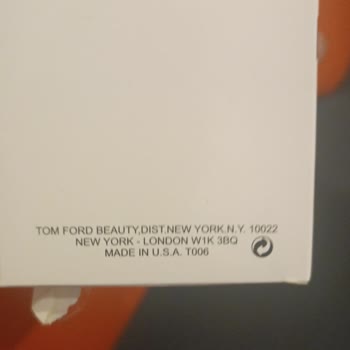 TOM FORD BEAUTY,DIST.NEW YORK,N.Y. 10022
NEW YORK - LONDON W1K 3BQ
MADE IN U.S.A. T006